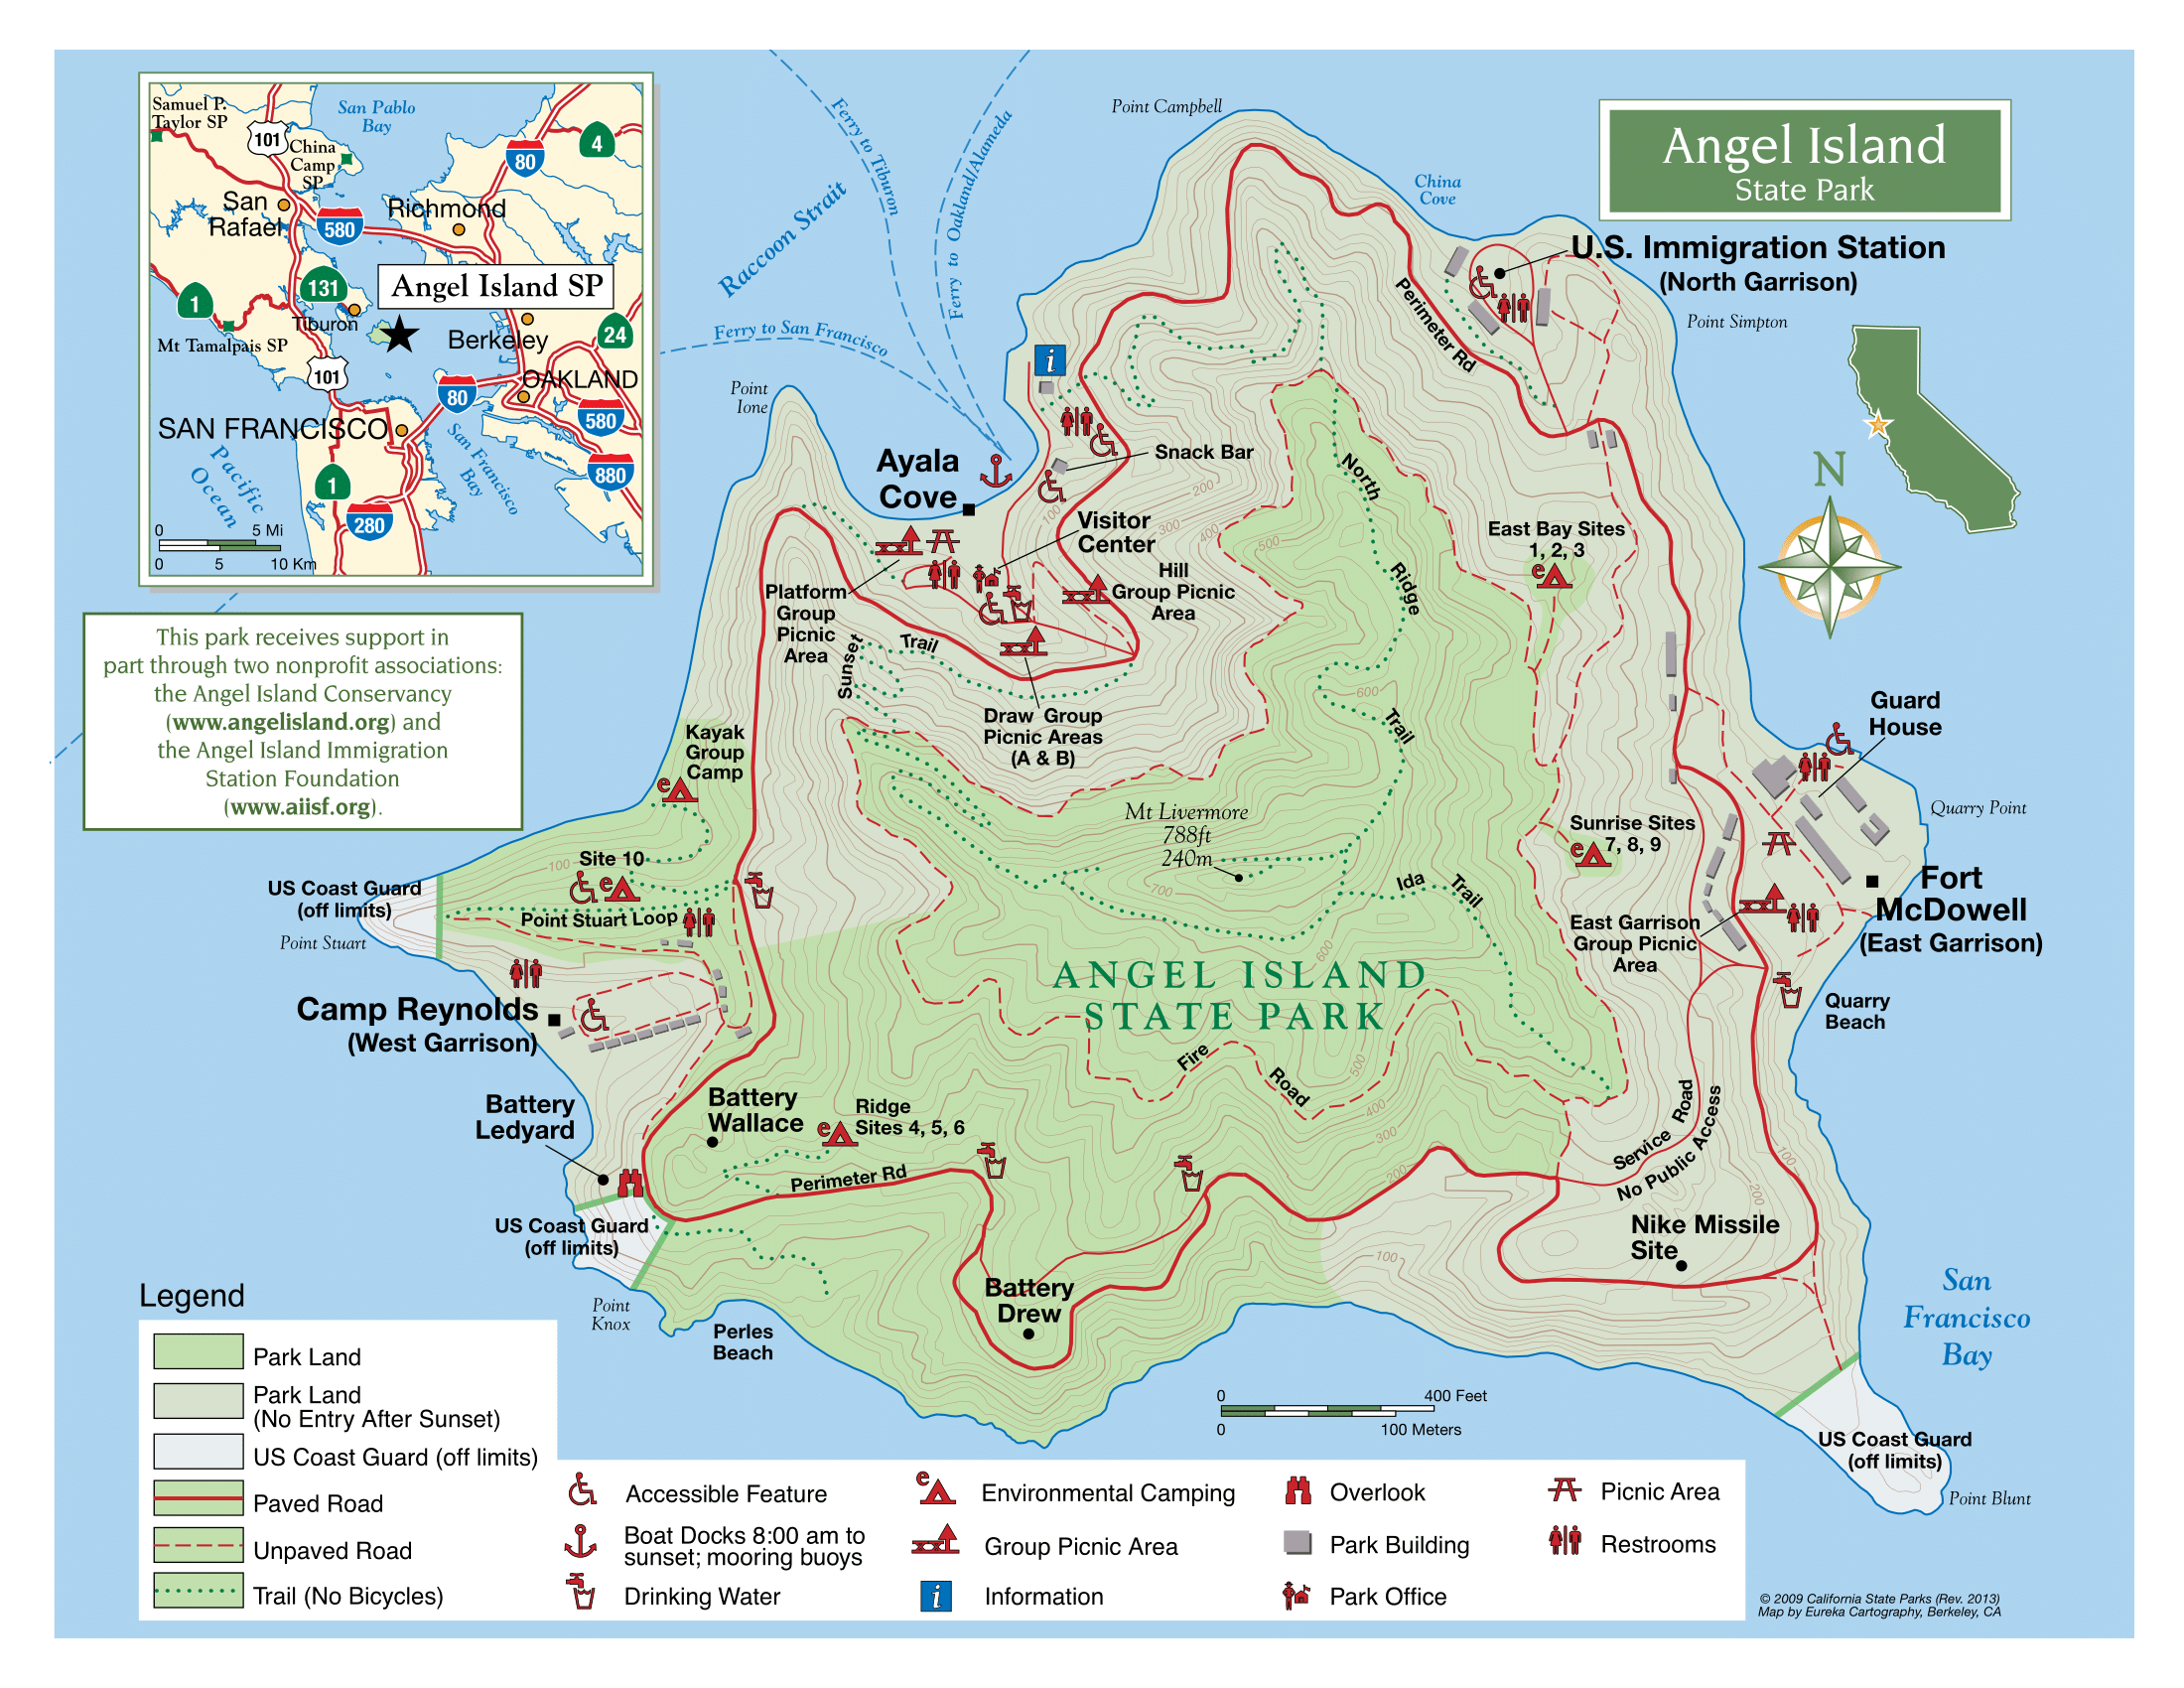 Angel Island
State Park
Samuel P.
Taylor SP
San Pablo
Bay
101
China
Camp
SP
80
4
San
Rafael
580
Richmond
131
Angel Island SP
1
Tiburon
Berkeley
24
Mt Tamalpais SP
101
80
OAKLAND
580
SAN FRANCISCO
San Francisco
Bay
880
Pacific
Ocean
1
280
0 5 Mi
0 5 10 Km
This park receives support in
part through two nonprofit associations:
the Angel Island Conservancy
(www.angelisland.org) and
the Angel Island Immigration
Station Foundation
(www.aiisf.org).
Raccoon Strait
Ferry to Tiburon
Ferry to Oakland/Alameda
Ferry to San Francisco
Point Campbell
China
Cove
U.S. Immigration Station
(North Garrison)
Point Simpton
Perimeter Rd
i
Point
Ione
Ayala
Cove
Snack Bar
Visitor
Center
100
200
300
400
500
North
Ridge
Trail
East Bay Sites
1, 2, 3
e
N
Platform
Group
Picnic
Area
Hill
Group Picnic
Area
Sunset
Trail
Draw Group
Picnic Areas
(A & B)
600
Kayak
Group
Camp
e
Guard
House
Quarry Point
Mt Livermore
788ft
240m
700
Sunrise Sites
7, 8, 9
e
100
Site 10
e
US Coast Guard
(off limits)
Point Stuart Loop
Point Stuart
Ida
Trail
Fort
McDowell
(East Garrison)
East Garrison
Group Picnic
Area
600
ANGEL ISLAND
STATE PARK
Camp Reynolds
(West Garrison)
Quarry
Beach
Fire
Road
500
400
300
200
Battery
Wallace
Battery
Ledyard
Ridge
Sites 4, 5, 6
e
Perimeter Rd
Service Road
No Public Access
100
200
US Coast Guard
(off limits)
Nike Missile
Site
100
Battery
Drew
Point
Knox
Perles
Beach
San
Francisco
Bay
0 400 Feet
0 100 Meters
US Coast Guard
(off limits)
Point Blunt
Legend
Park Land
Park Land
(No Entry After Sunset)
US Coast Guard (off limits)
Paved Road
Unpaved Road
Trail (No Bicycles)
Accessible Feature
Boat Docks 8:00 am to
sunset; mooring buoys
Drinking Water
e
Environmental Camping
Group Picnic Area
i
Information
Overlook
Park Building
Park Office
Picnic Area
Restrooms
© 2009 California State Parks (Rev. 2013)
Map by Eureka Cartography, Berkeley, CA